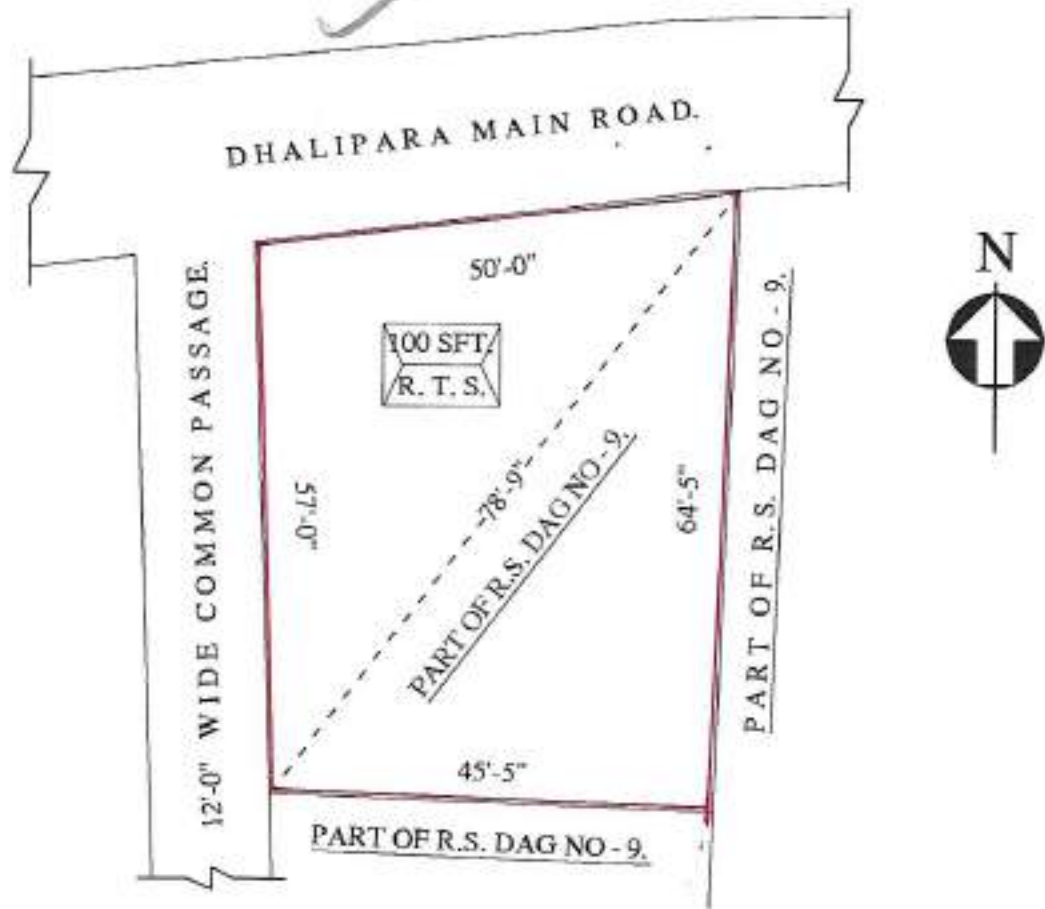 DHALIPARA MAIN ROAD.
N
50'-0"
100 SFT.
R. T. S.
12'-0" WIDE COMMON PASSAGE.
57'-0"
78'-9"
PART OF R.S. DAG NO - 9.
64'-5"
PART OF R.S. DAG NO - 9.
45'-5"
PART OF R.S. DAG NO - 9.